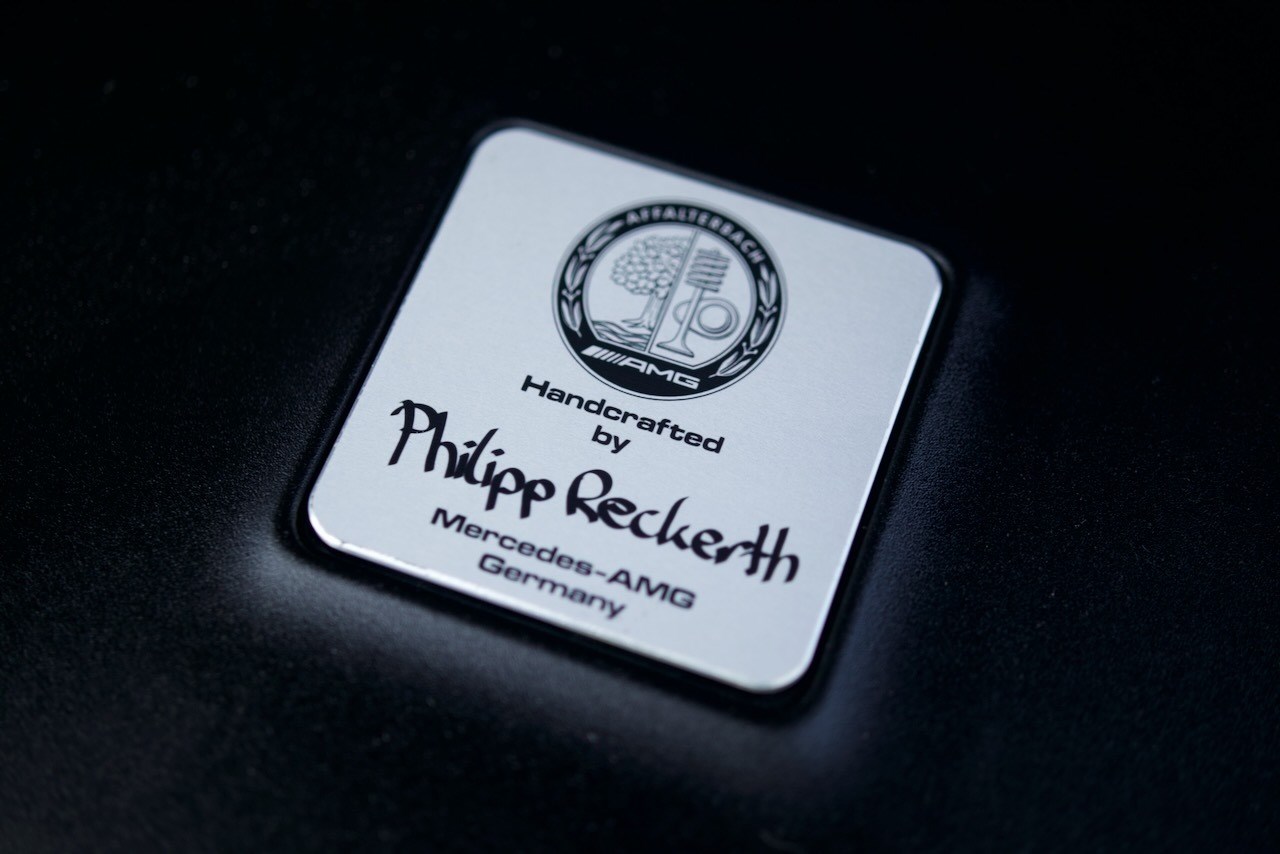 AFFALTERBACH
AMG
Handcrafted
by
Philipp Reckerth
Mercedes-AMG
Germany